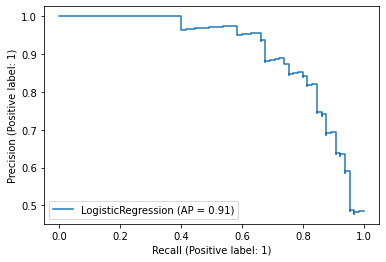 1.0
0.9
0.8
0.7
0.6
0.5
Precision (Positive label: 1)
LogisticRegression (AP = 0.91)
0.0 0.2 0.4 0.6 0.8 1.0
Recall (Positive label: 1)